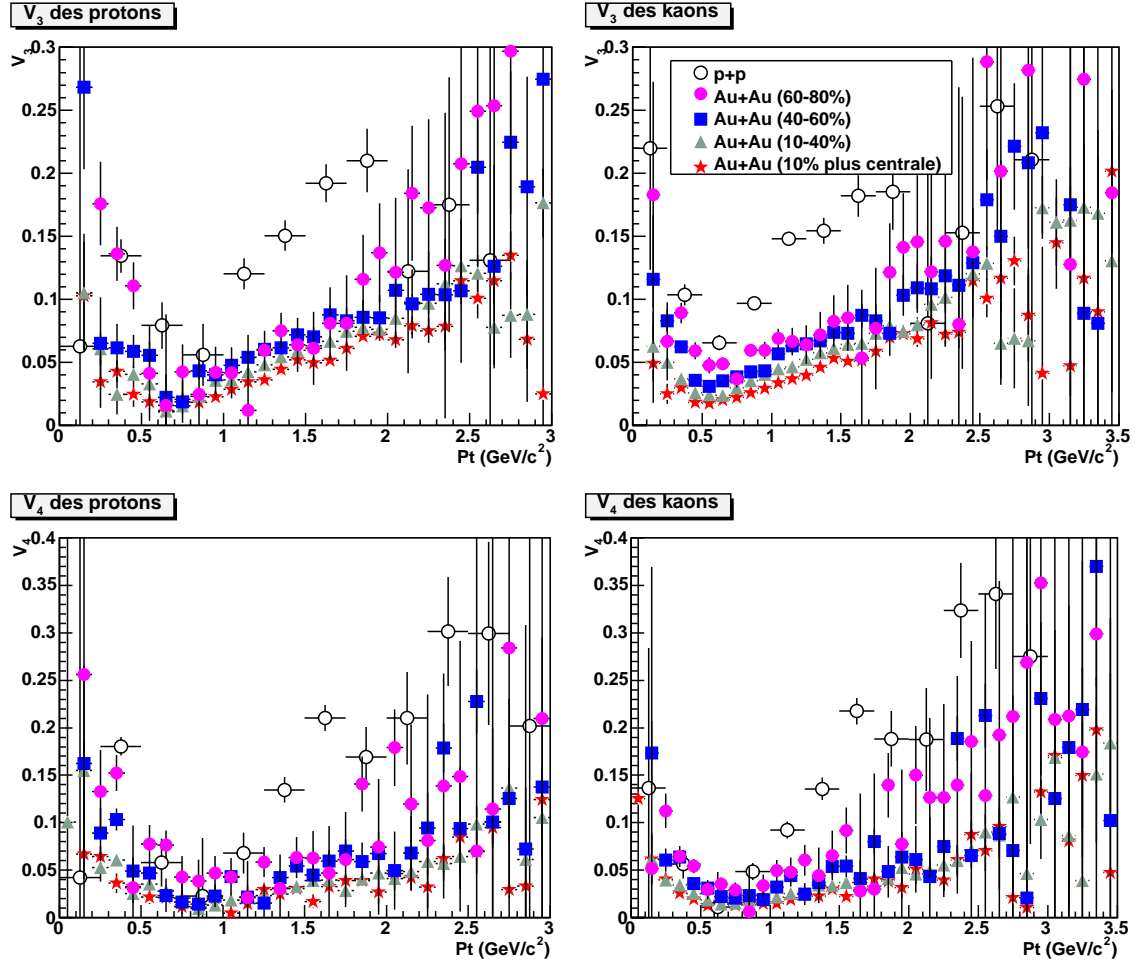 V3 des protons
V3
0.3
0.25
0.2
0.15
0.1
0.05
0
0 0.5 1 1.5 2 2.5 3
Pt (GeV/c2)
V3 des kaons
V3
0.3
0.25
0.2
0.15
0.1
0.05
0
p+p
Au+Au (60-80%)
Au+Au (40-60%)
Au+Au (10-40%)
Au+Au (10% plus centrale)
0 0.5 1 1.5 2 2.5 3 3.5
Pt (GeV/c2)
V4 des protons
V4
0.4
0.35
0.3
0.25
0.2
0.15
0.1
0.05
0
0 0.5 1 1.5 2 2.5 3
Pt (GeV/c2)
V4 des kaons
V4
0.4
0.35
0.3
0.25
0.2
0.15
0.1
0.05
0
0 0.5 1 1.5 2 2.5 3 3.5
Pt (GeV/c2)